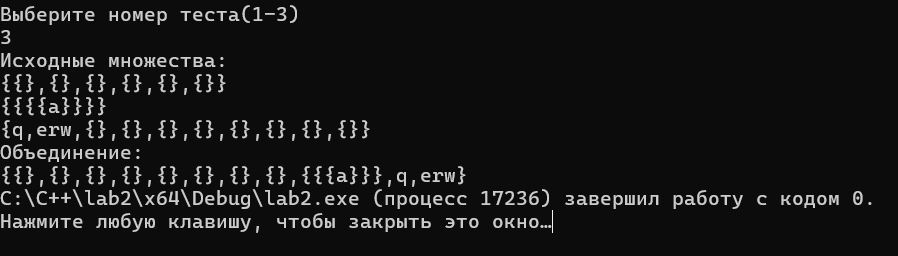 Выберите номер теста(1-3)
3
Исходные множества:
{{},{},{},{},{},{}}
{{{{a}}}}
{q,erw,{},{},{},{},{},{},{},{}}
Объединение:
{{},{},{},{},{},{},{},{},{{{a}}},q,erw}
C:\C++\lab2\x64\Debug\lab2.exe (процесс 17236) завершил работу с кодом 0.
Нажмите любую клавишу, чтобы закрыть это окно…